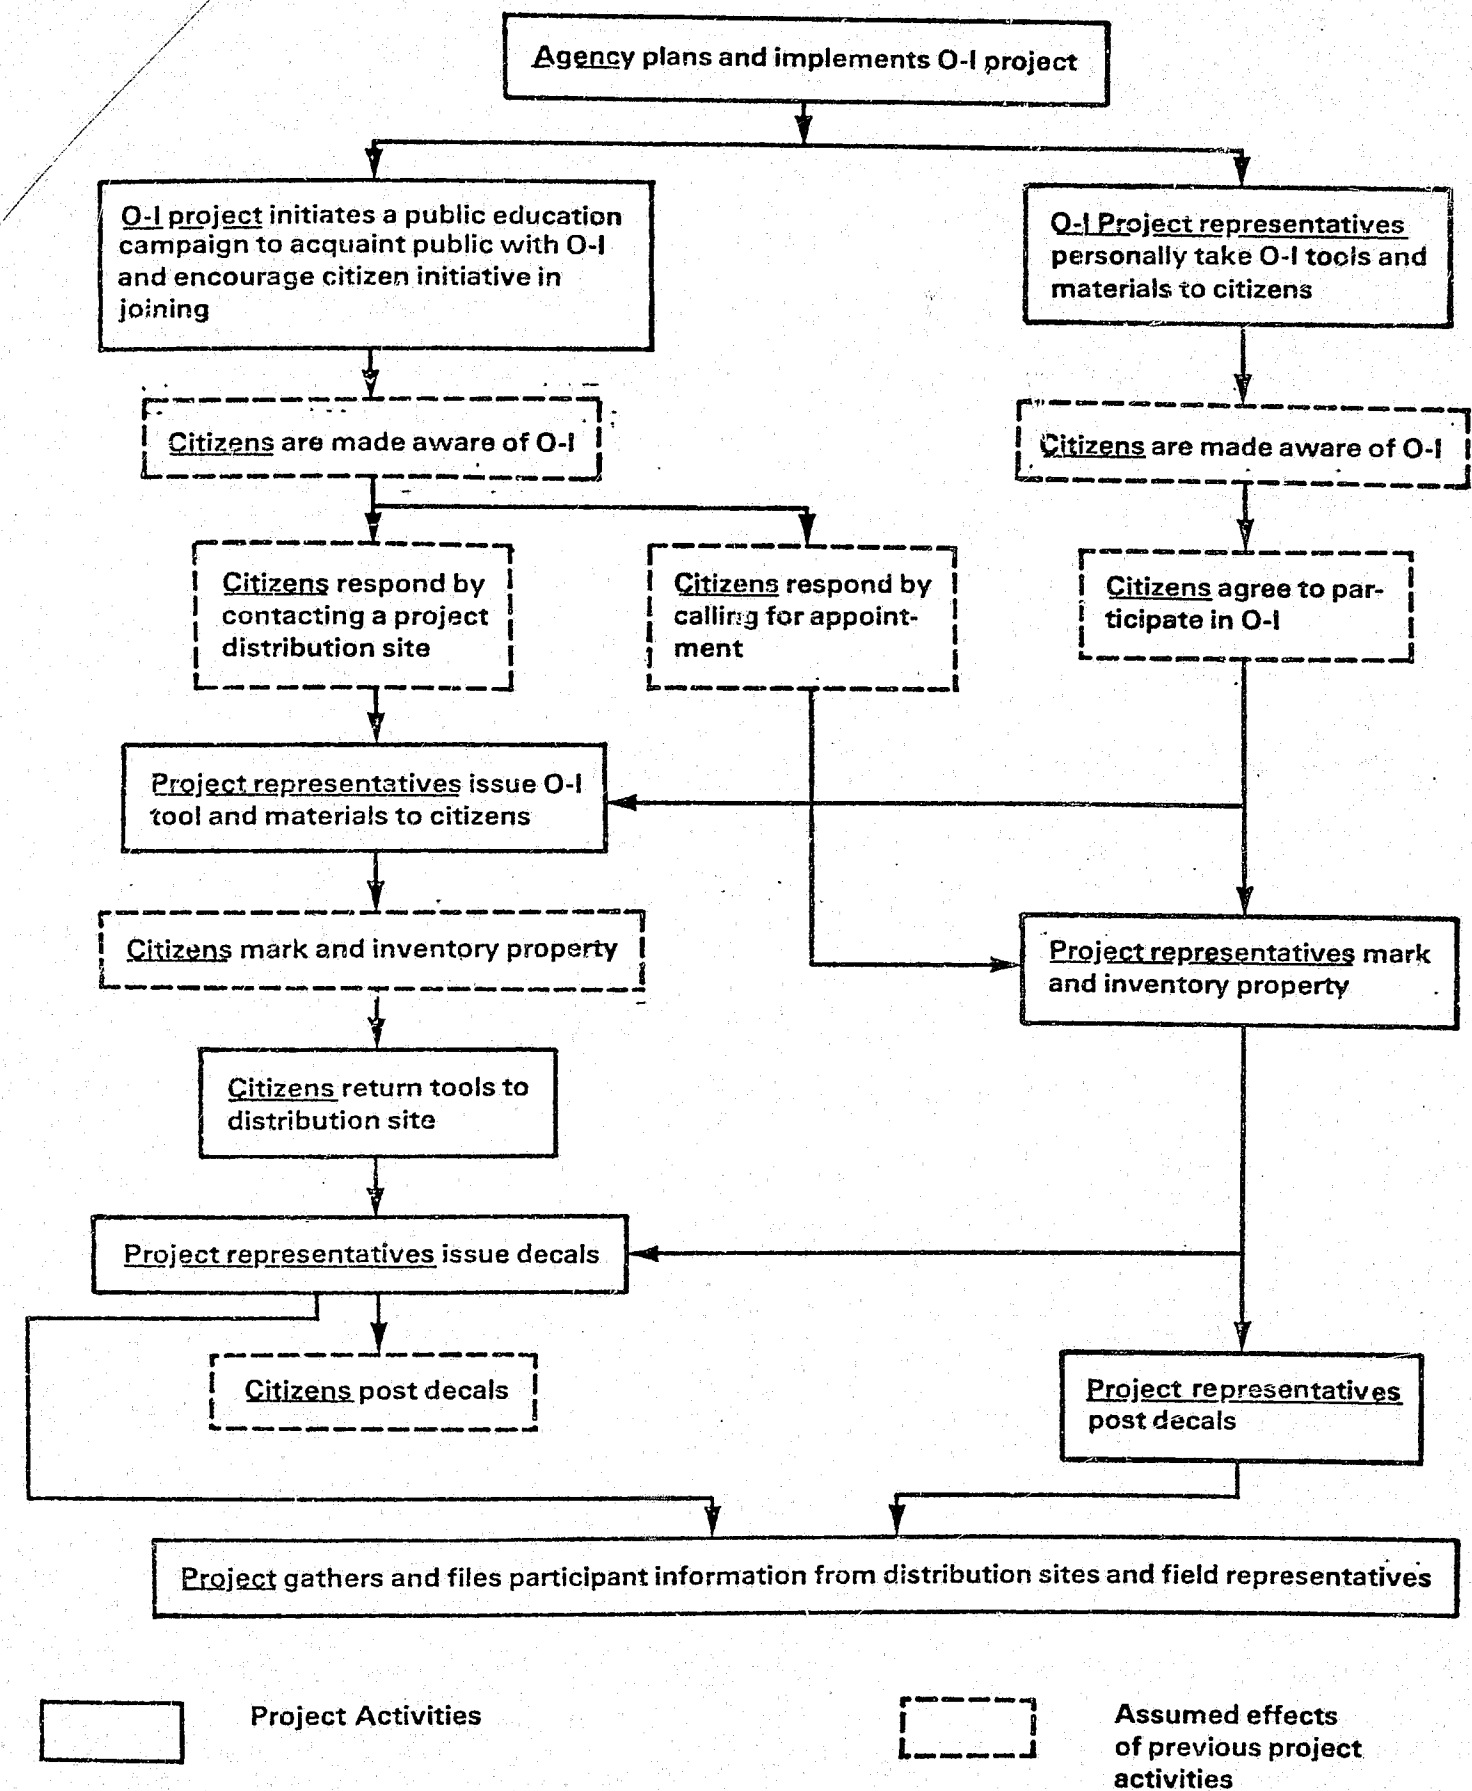 Agency plans and implements O-I project
O-I project initiates a public education
campaign to acquaint public with O-I
and encourage citizen initiative in
joining
O-I Project representatives
personally take O-I tools and
materials to citizens
Citizens are made aware of O-I
Citizens are made aware of O-I
Citizens respond by
contacting a project
distribution site
Citizens respond by
calling for appoint-
ment
Citizens agree to par-
ticipate in O-I
Project representatives issue O-I
tool and materials to citizens
Citizens mark and inventory property
Project representatives mark
and inventory property
Citizens return tools to
distribution site
Project representatives issue decals
Citizens post decals
Project representatives
post decals
Project gathers and files participant information from distribution sites and field representatives
Project Activities
Assumed effects
of previous project
activities